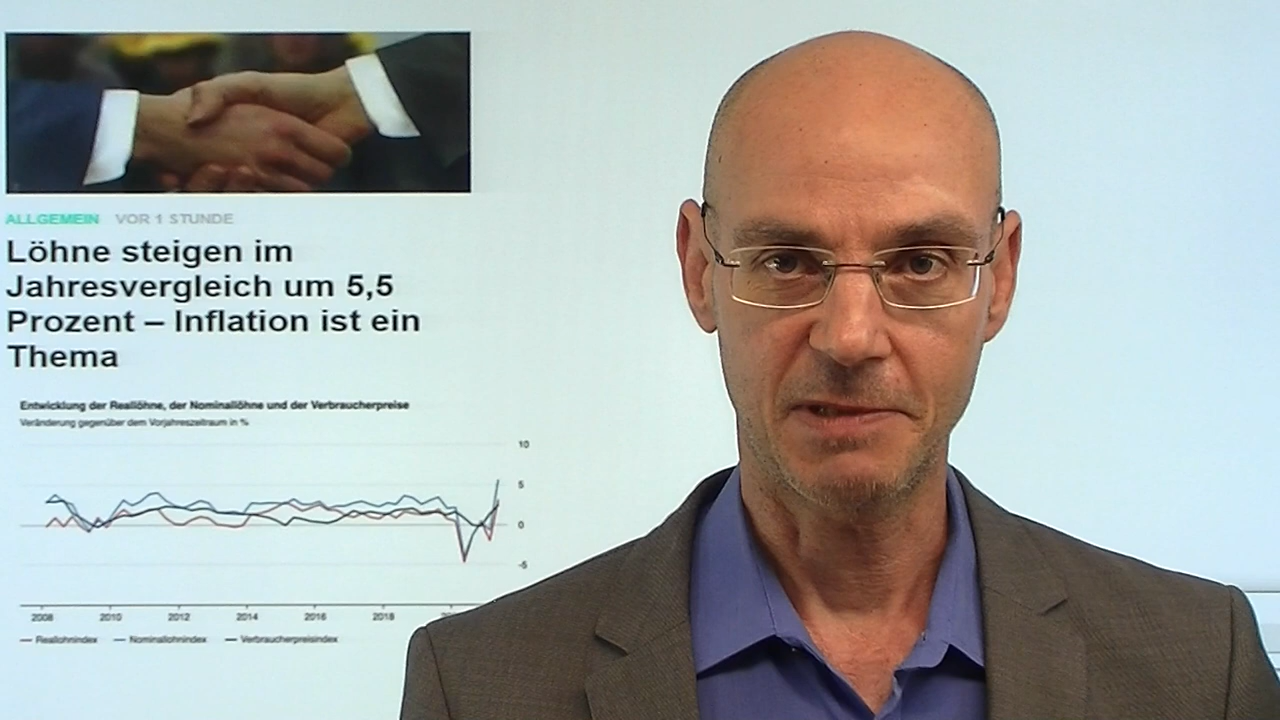 ALLGEMEIN VOR 1 STUNDE
Löhne steigen im
Jahresvergleich um 5,5
Prozent – Inflation ist ein
Thema
Entwicklung der Reallöhne, der Nominallöhne und der Verbraucherpreise
Veränderung gegenüber dem Vorjahreszeitraum in %
10
5
0
-5
2008 2010 2012 2014 2016 2018
Reallohnindex Nominallohnindex Verbraucherpreisindex